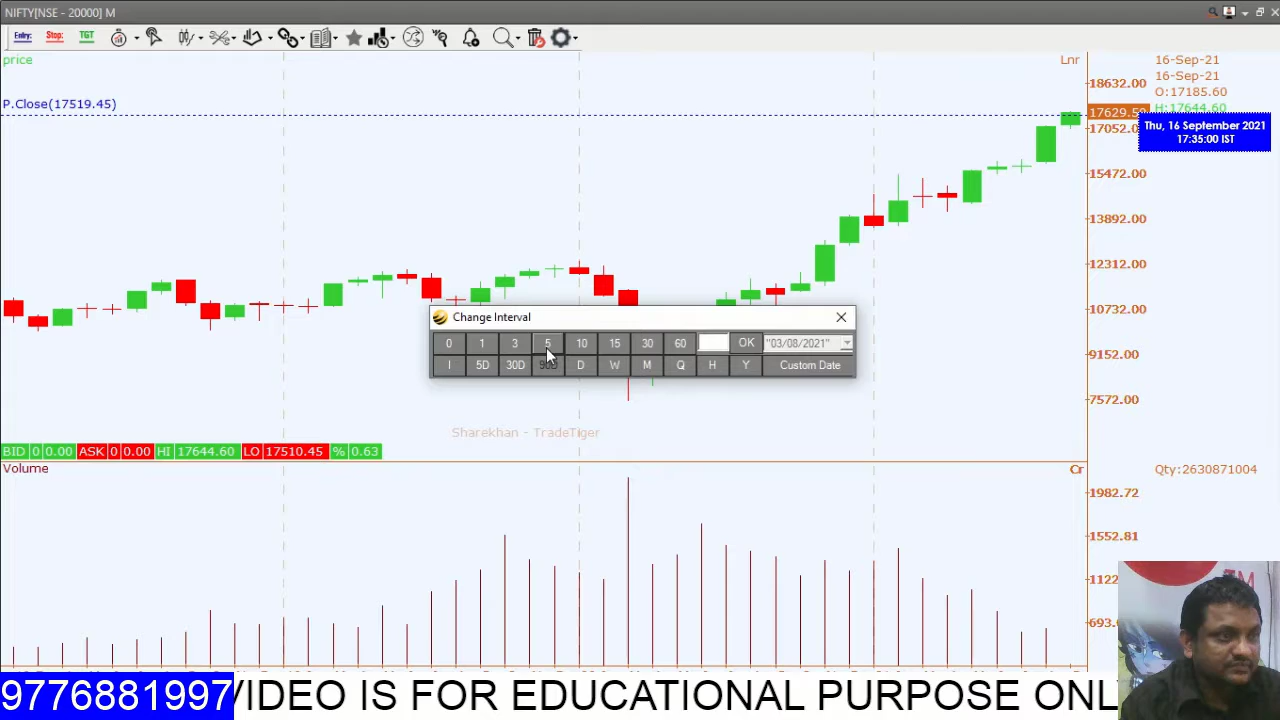 NIFTY[NSE - 20000] M
Entry: Stop: TGT
price
Lnr
16-Sep-21
16-Sep-21
O:17185.60
H:17644.60
18632.00
P.Close(17519.45)
17629.50
Thu, 16 September 2021
17:35:00 IST
17052.0
15472.00
13892.00
12312.00
10732.00
9152.00
7572.00
Change Interval
0 1 3 5 10 15 30 60 OK "03/08/2021"
I 5D 30D 90D D W M Q H Y Custom Date
Sharekhan - TradeTiger
BID 0 0.00 ASK 0 0.00 HI 17644.60 LO 17510.45 % 0.63
Volume
Cr
Qty:2630871004
1982.72
1552.81
1122
693.0
9776881997
VIDEO IS FOR EDUCATIONAL PURPOSE ONL